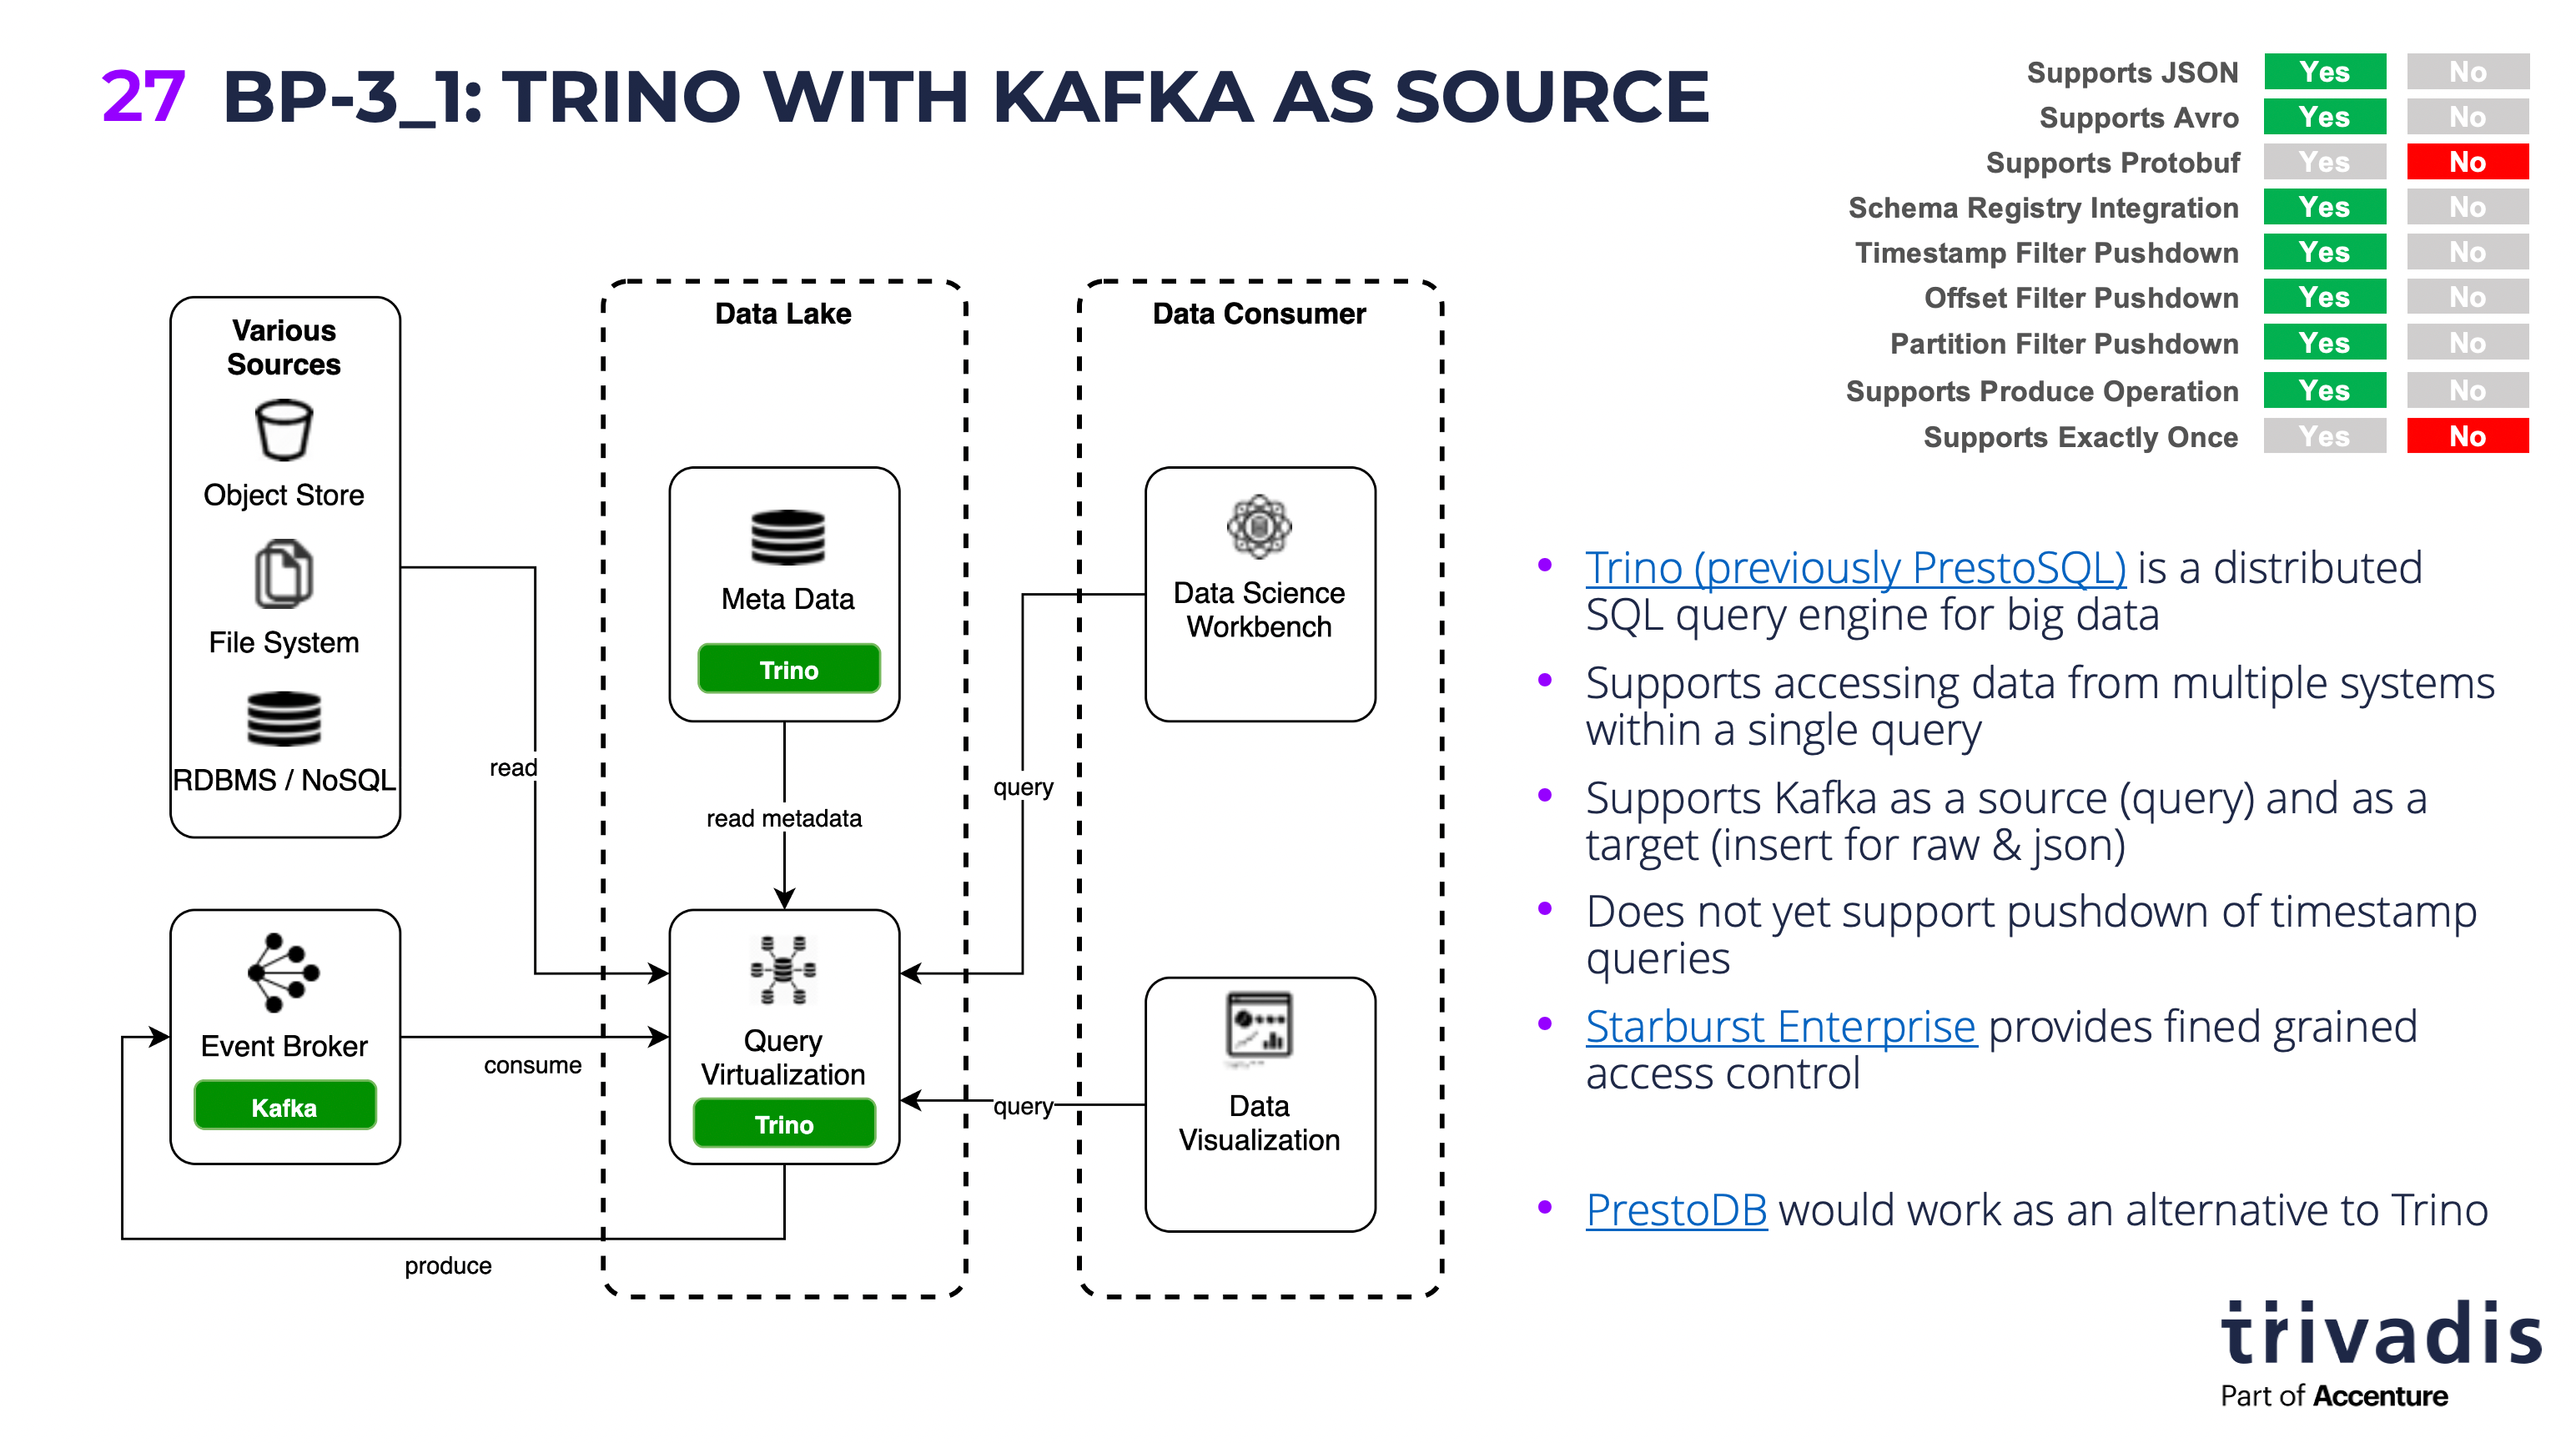 27 BP-3_1: TRINO WITH KAFKA AS SOURCE
Supports JSON Yes No
Supports Avro Yes No
Supports Protobuf Yes No
Schema Registry Integration Yes No
Timestamp Filter Pushdown Yes No
Offset Filter Pushdown Yes No
Partition Filter Pushdown Yes No
Supports Produce Operation Yes No
Supports Exactly Once Yes No
Various
Sources
Object Store
File System
RDBMS / NoSQL
read
Event Broker
Kafka
consume
produce
Data Lake
Meta Data
Trino
read metadata
Query
Virtualization
Trino
Data Consumer
Data Science
Workbench
query
query
Data
Visualization
• Trino (previously PrestoSQL) is a distributed
SQL query engine for big data
• Supports accessing data from multiple systems
within a single query
• Supports Kafka as a source (query) and as a
target (insert for raw & json)
• Does not yet support pushdown of timestamp
queries
• Starburst Enterprise provides fined grained
access control
• PrestoDB would work as an alternative to Trino
trivadis
Part of Accenture